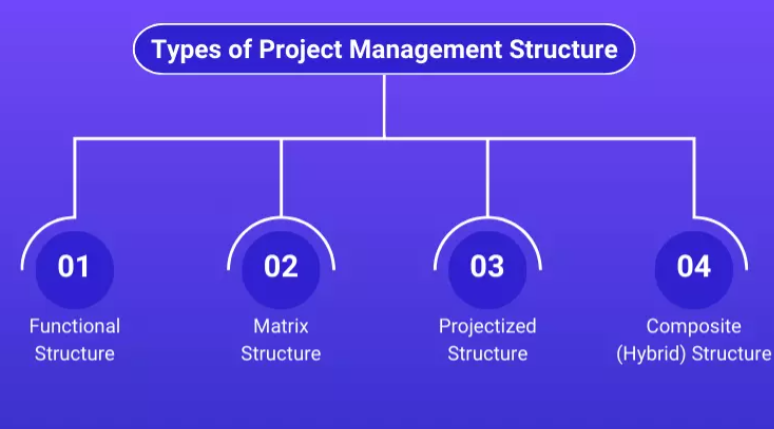 Types of Project Management Structure
01
Functional
Structure
02
Matrix
Structure
03
Projectized
Structure
04
Composite
(Hybrid) Structure